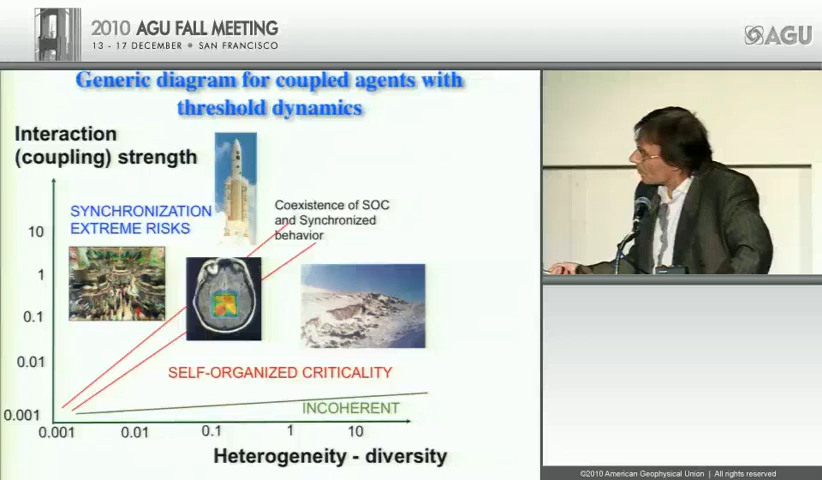 2010 AGU FALL MEETING
13 - 17 DECEMBER • SAN FRANCISCO
AGU
Generic diagram for coupled agents with
threshold dynamics
Interaction
(coupling) strength
SYNCHRONIZATION
EXTREME RISKS
Coexistence of SOC
and Synchronized
behavior
10
1
0.1
0.01
0.001
SELF-ORGANIZED CRITICALITY
INCOHERENT
0.001
0.01
0.1
1
10
Heterogeneity - diversity
©2010 American Geophysical Union | All rights reserved